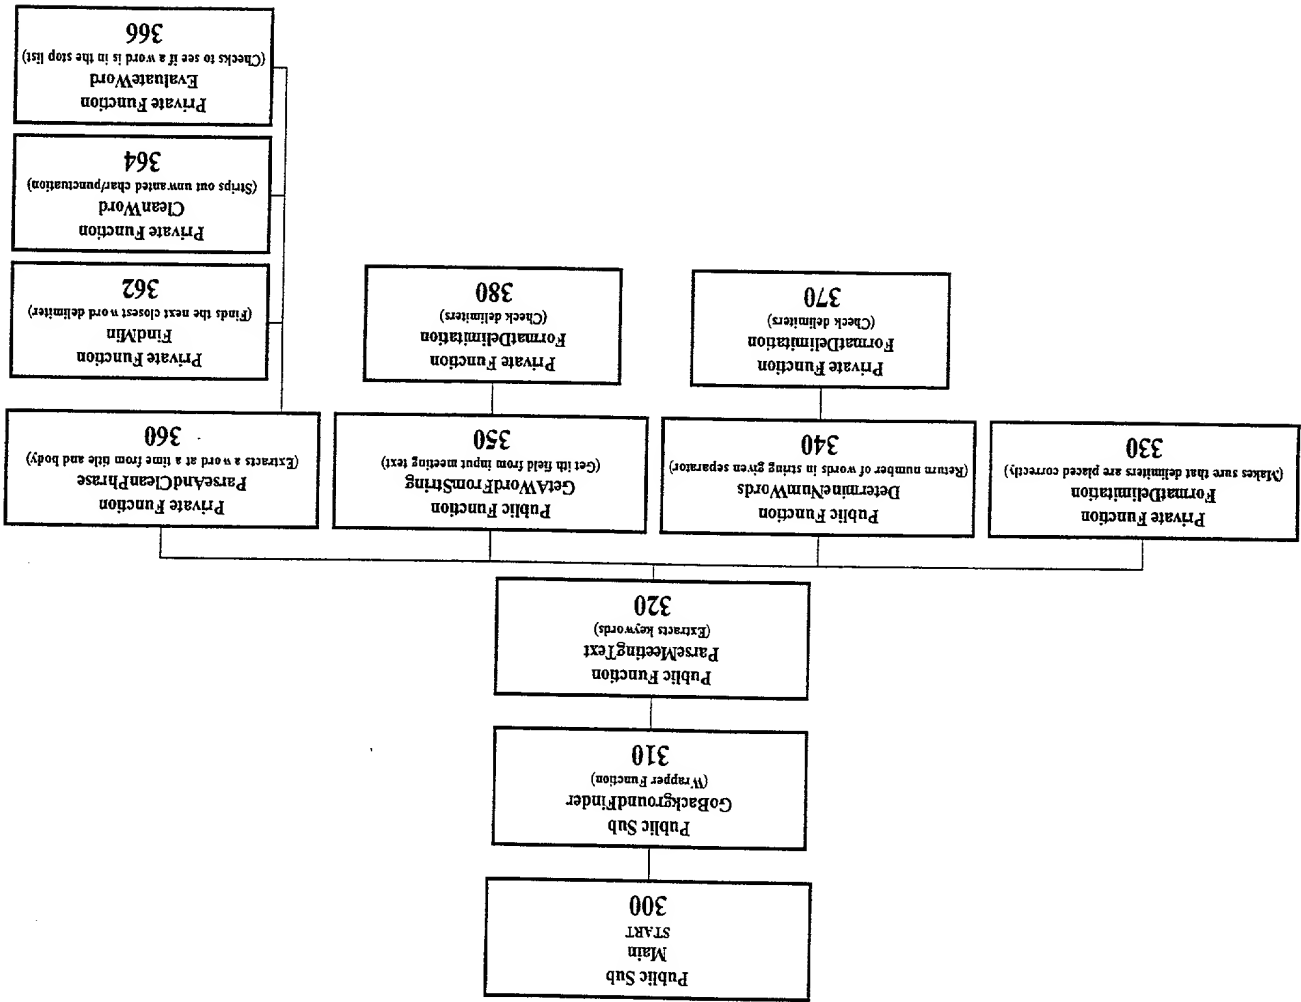 Public Sub
Main
START
300
Public Sub
GoBackgroundFinder
(Wrapper Function)
310
Public Function
ParseMeetingText
(Extracts keywords)
320
Private Function
FormatDelimitation
(Makes sure that delimiters are placed correctly)
330
Public Function
DetermineNumWords
(Return number of words in string given separator)
340
Public Function
GetAWordFromString
(Get ith field from input meeting text)
350
Private Function
ParseAndCleanPhrase
(Extracts a word at a time from title and body)
360
Private Function
FormatDelimitation
(Check delimiters)
370
Private Function
FormatDelimitation
(Check delimiters)
380
Private Function
FindMin
(Finds the next closest word delimiter)
362
Private Function
CleanWord
(Strips out unwanted char/punctuation)
364
Private Function
EvaluateWord
(Checks to see if a word is in in the stop list)
366